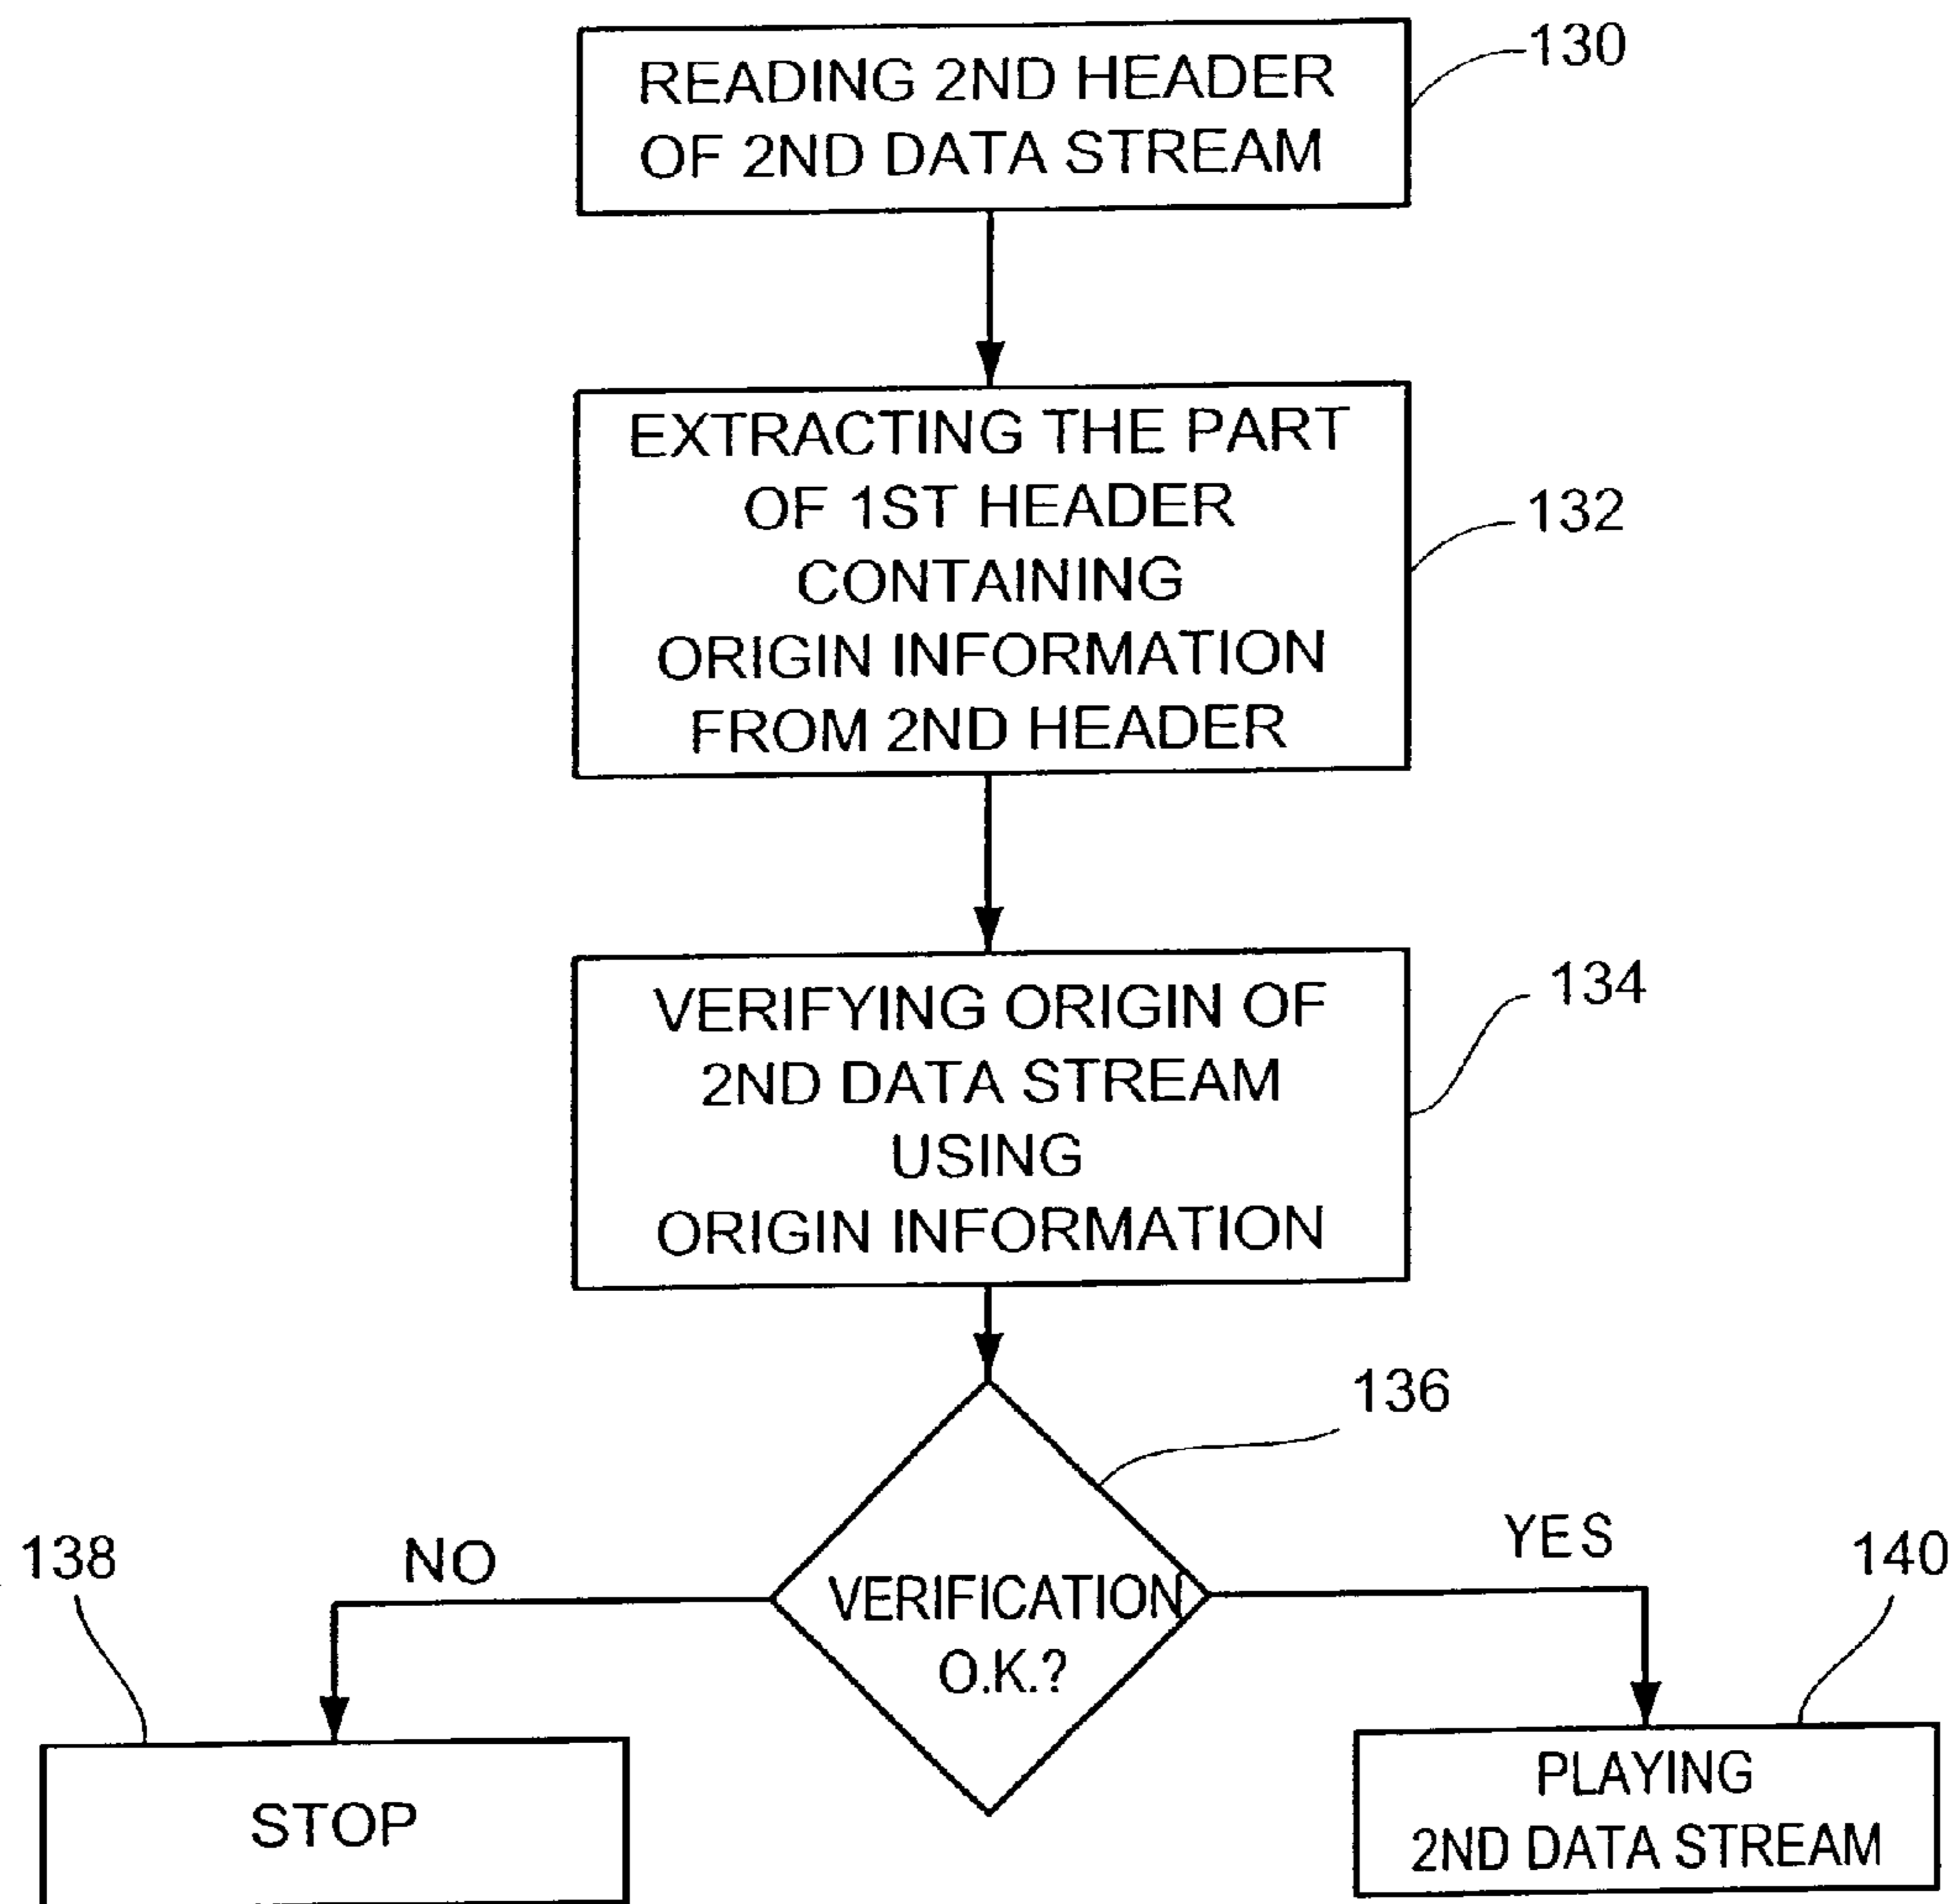 READING 2ND HEADER
OF 2ND DATA STREAM
130
EXTRACTING THE PART
OF 1ST HEADER
CONTAINING
ORIGIN INFORMATION
FROM 2ND HEADER
132
VERIFYING ORIGIN OF
2ND DATA STREAM
USING
ORIGIN INFORMATION
134
136
VERIFICATION
O.K.?
NO
138
STOP
YES
140
PLAYING
2ND DATA STREAM